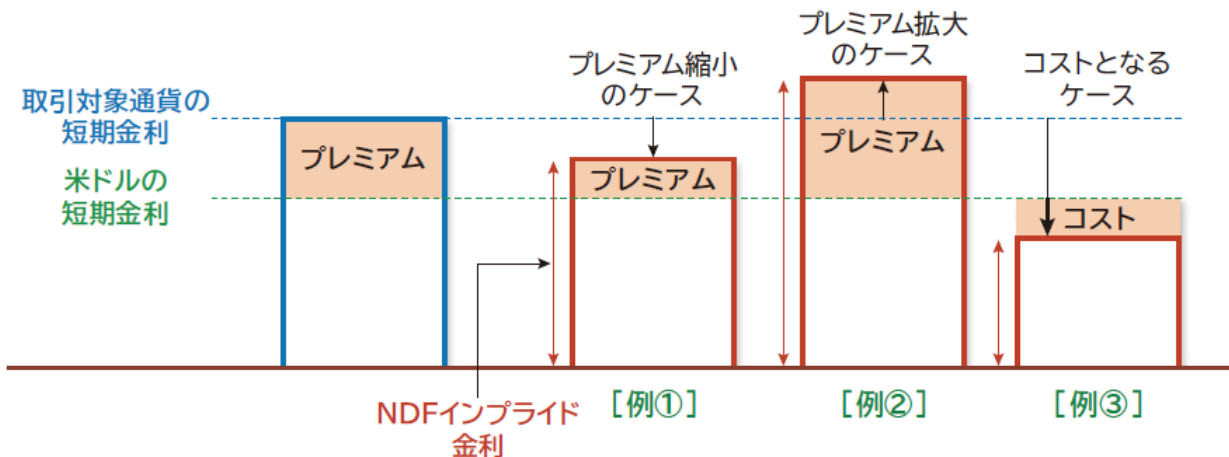 取引対象通貨の
短期金利
米ドルの
短期金利
プレミアム
プレミアム縮小
のケース
プレミアム
プレミアム拡大
のケース
プレミアム
コストとなる
ケース
コスト
NDFインプライド
金利
［例①］
［例②］
［例③］